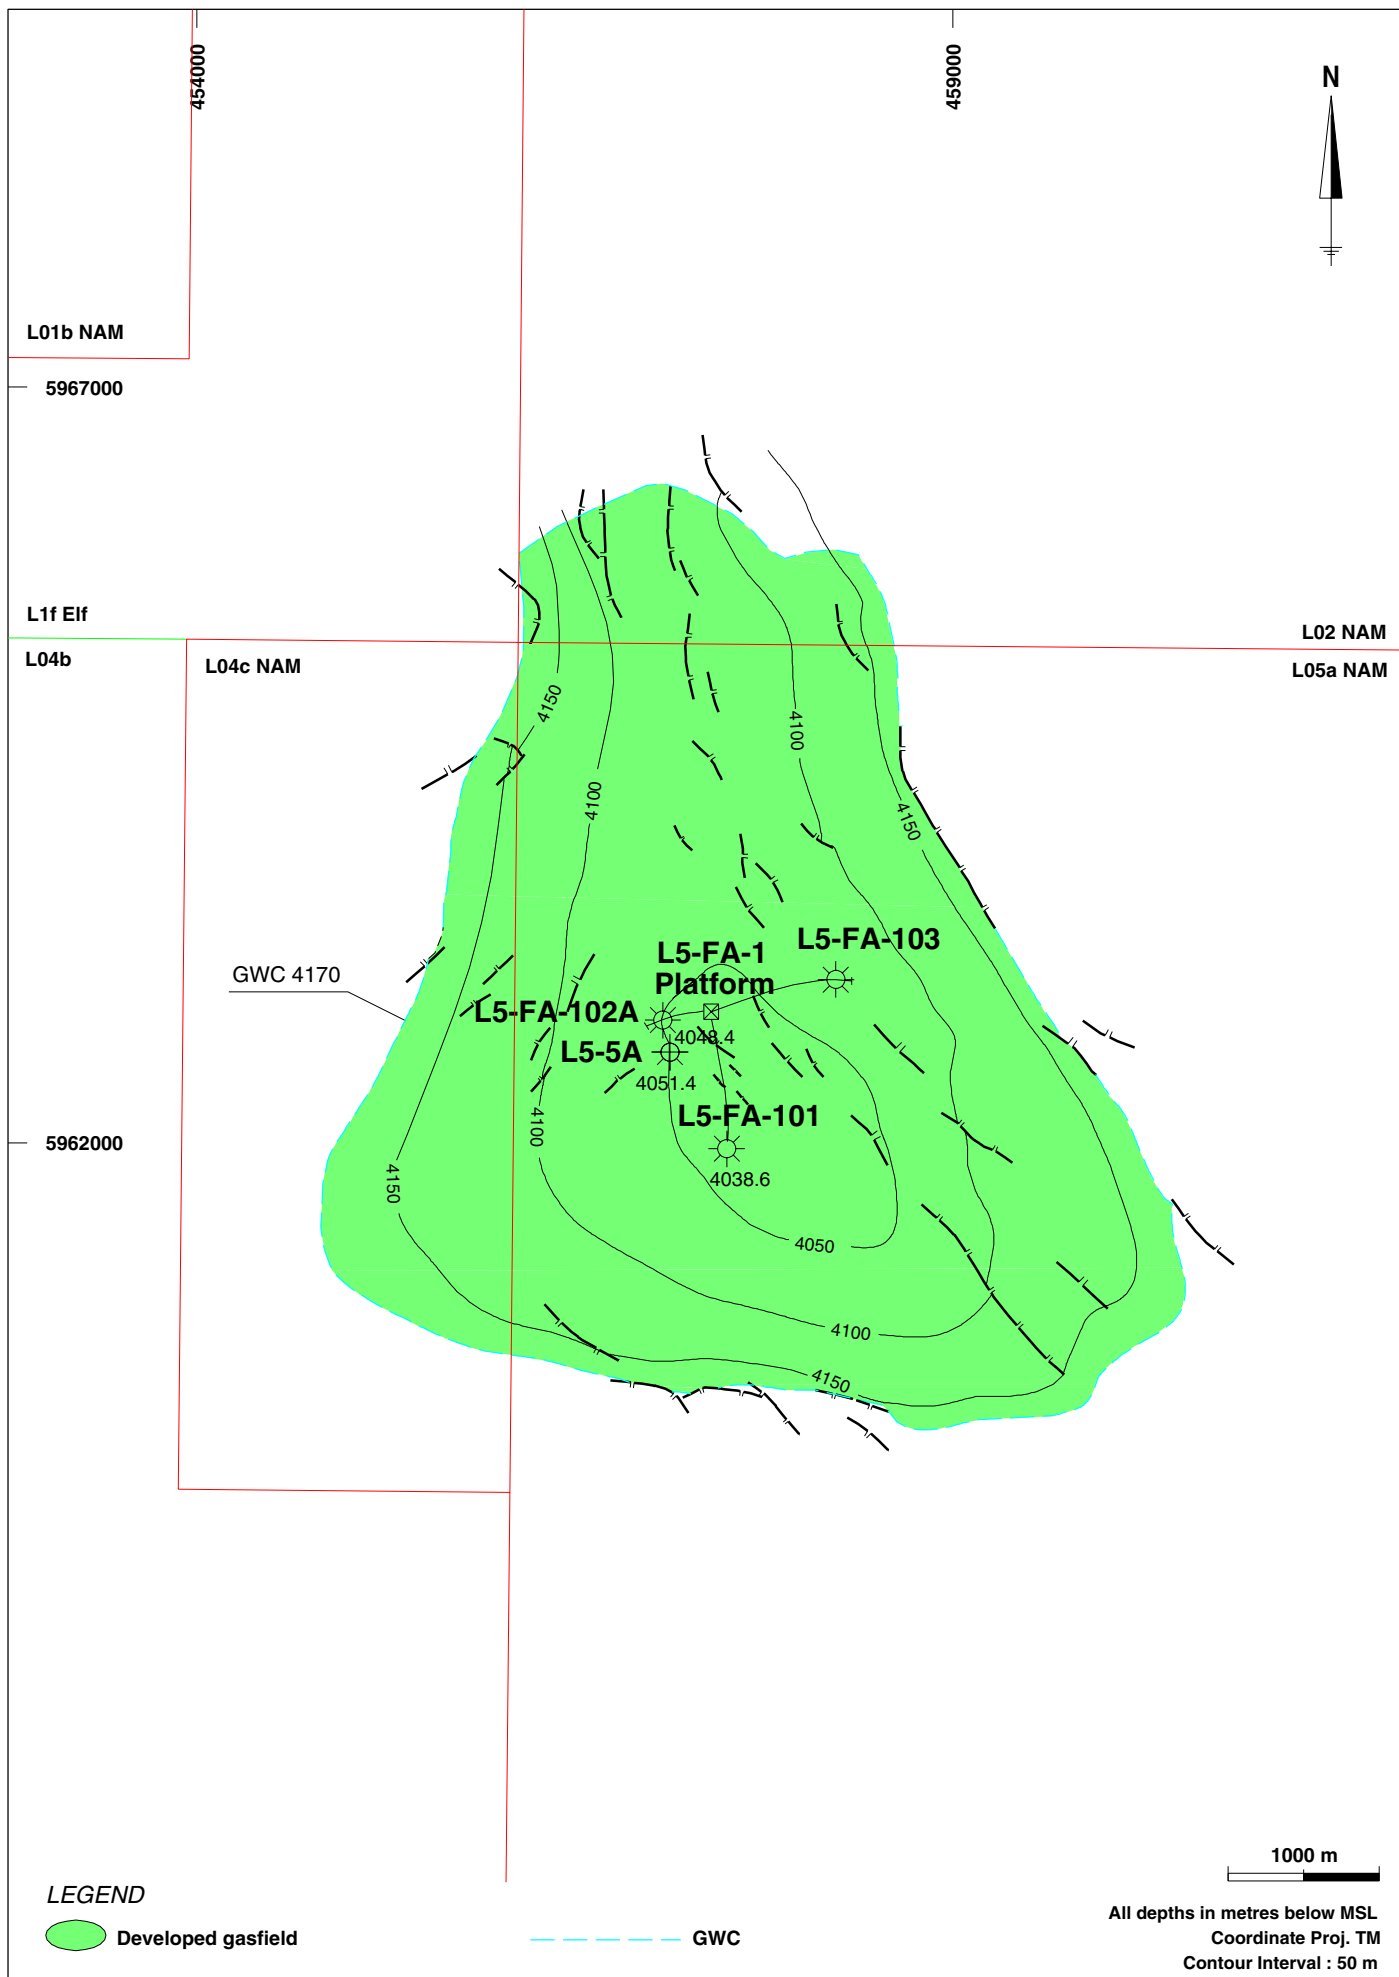 454000
459000
N
L01b NAM
5967000
L1f Elf
L02 NAM
L04b
L04c NAM
L05a NAM
4150
4100
4100
4150
L5-FA-1
Platform
L5-FA-103
GWC 4170
L5-FA-102A
4048.4
L5-5A
4051.4
L5-FA-101
4100
5962000
4150
4038.6
4050
4100
4150
1000 m
LEGEND
Developed gasfield
GWC
All depths in metres below MSL
Coordinate Proj. TM
Contour Interval : 50 m